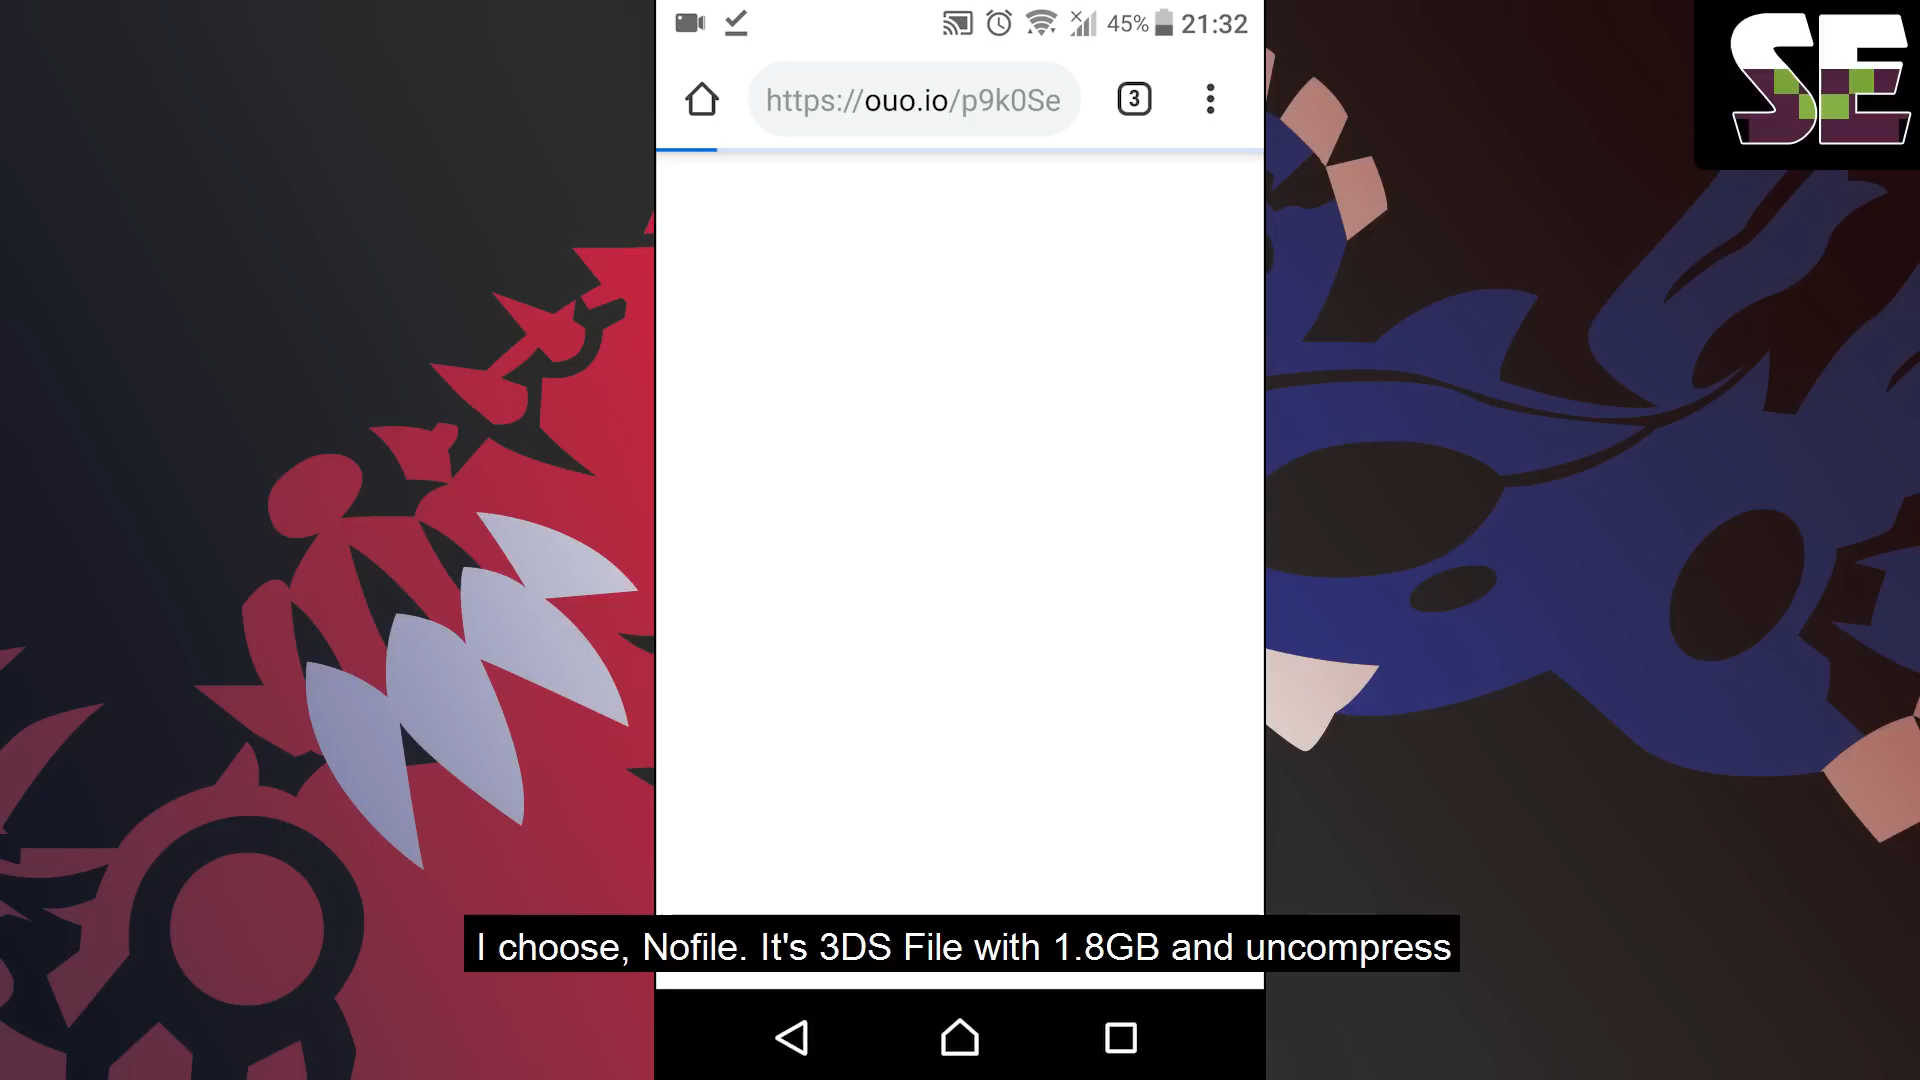 45% 21:32
SE
https://ouo.io/p9k0Se
3
I choose, Nofile. It's 3DS File with 1.8GB and uncompress